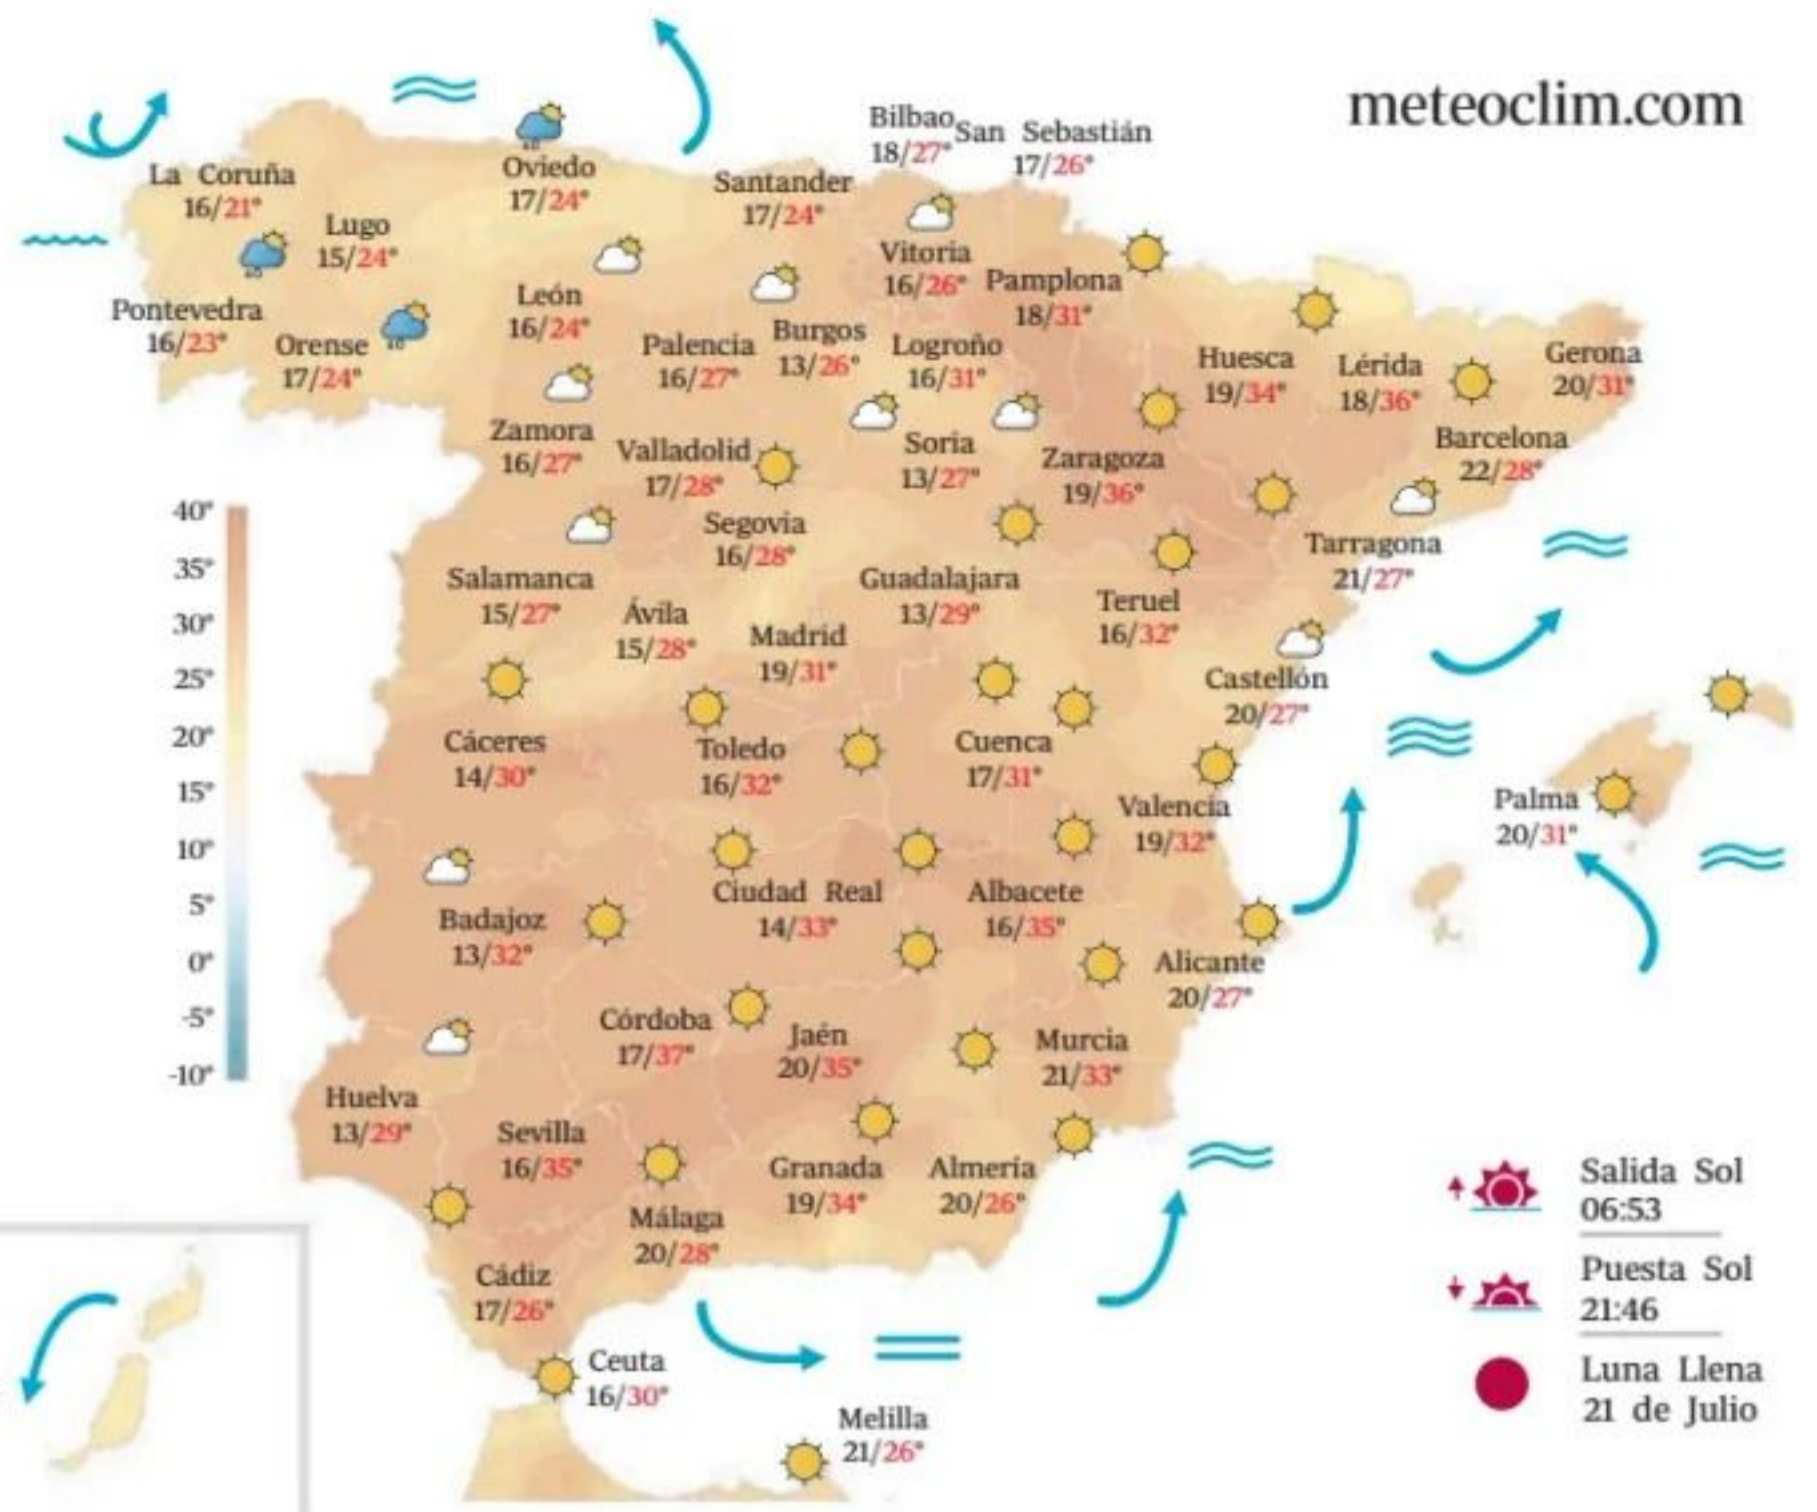 meteoclim.com
Bilbao
18/27°
San Sebastián
17/26°
La Coruña
16/21°
Oviedo
17/24°
Santander
17/24°
Lugo
15/24°
Vitoria
16/26°
Pamplona
18/31°
Pontevedra
16/23°
León
16/24°
Orense
17/24°
Palencia
16/27°
Burgos
13/26°
Logroño
16/31°
Huesca
19/34°
Lérida
18/36°
Gerona
20/31°
Zamora
16/27°
Valladolid
17/28°
Soria
13/27°
Zaragoza
19/36°
Barcelona
22/28°
Segovia
16/28°
Tarragona
21/27°
Salamanca
15/27°
Ávila
15/28°
Madrid
19/31°
Guadalajara
13/29°
Teruel
16/32°
Castellón
20/27°
Cáceres
14/30°
Toledo
16/32°
Cuenca
17/31°
Valencia
19/32°
Palma
20/31°
Badajoz
13/32°
Ciudad Real
14/33°
Albacete
16/35°
Alicante
20/27°
Córdoba
17/37°
Jaén
20/35°
Murcia
21/33°
Huelva
13/29°
Sevilla
16/35°
Granada
19/34°
Almería
20/26°
Málaga
20/28°
Cádiz
17/26°
Ceuta
16/30°
Melilla
21/26°
40°
35°
30°
25°
20°
15°
10°
5°
0°
-5°
-10°
Salida Sol
06:53
Puesta Sol
21:46
Luna Llena
21 de Julio